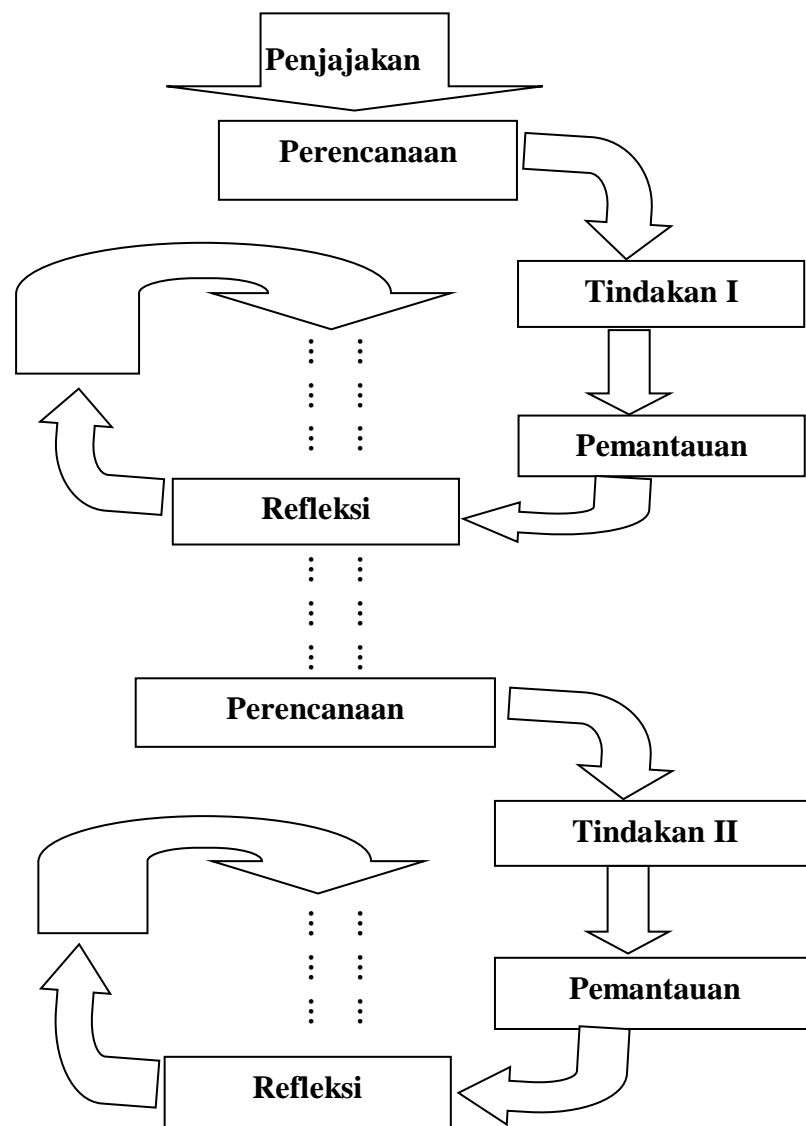 Penjajakan
Perencanaan
Tindakan I
Pemantauan
Refleksi
Perencanaan
Tindakan II
Pemantauan
Refleksi